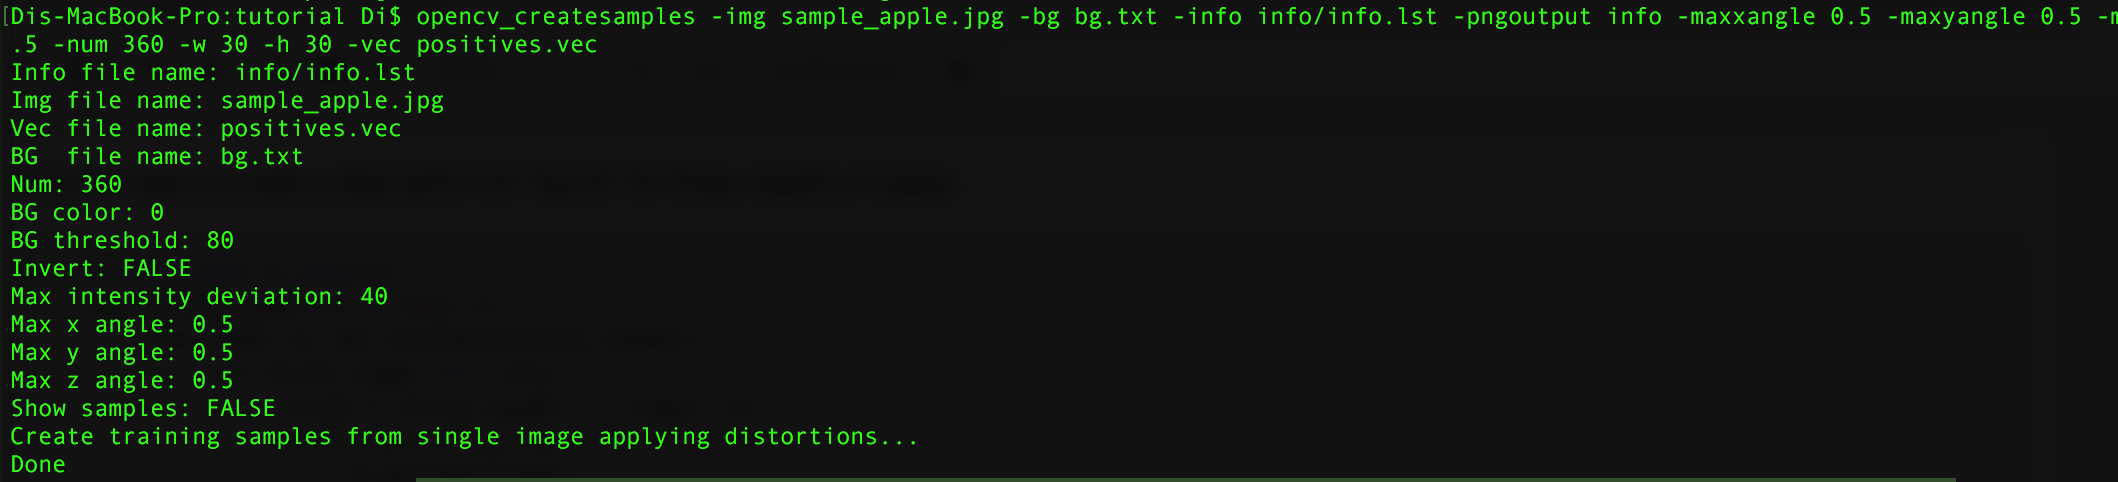 [Dis-MacBook-Pro:tutorial Di$ opencv_createsamples -img sample_apple.jpg -bg bg.txt -info info/info.lst -pngoutput info -maxxangle 0.5 -maxyangle 0.5 -m
.5 -num 360 -w 30 -h 30 -vec positives.vec
Info file name: info/info.lst
Img file name: sample_apple.jpg
Vec file name: positives.vec
BG  file name: bg.txt
Num: 360
BG color: 0
BG threshold: 80
Invert: FALSE
Max intensity deviation: 40
Max x angle: 0.5
Max y angle: 0.5
Max z angle: 0.5
Show samples: FALSE
Create training samples from single image applying distortions...
Done